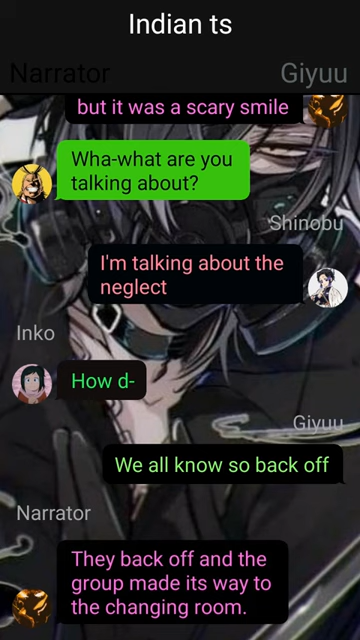 Indian ts
Narrator
Giyuu
but it was a scary smile
Wha-what are you
talking about?
Shinobu
I'm talking about the
neglect
Inko
How d-
Giyuu
We all know so back off
Narrator
They back off and the
group made its way to
the changing room.